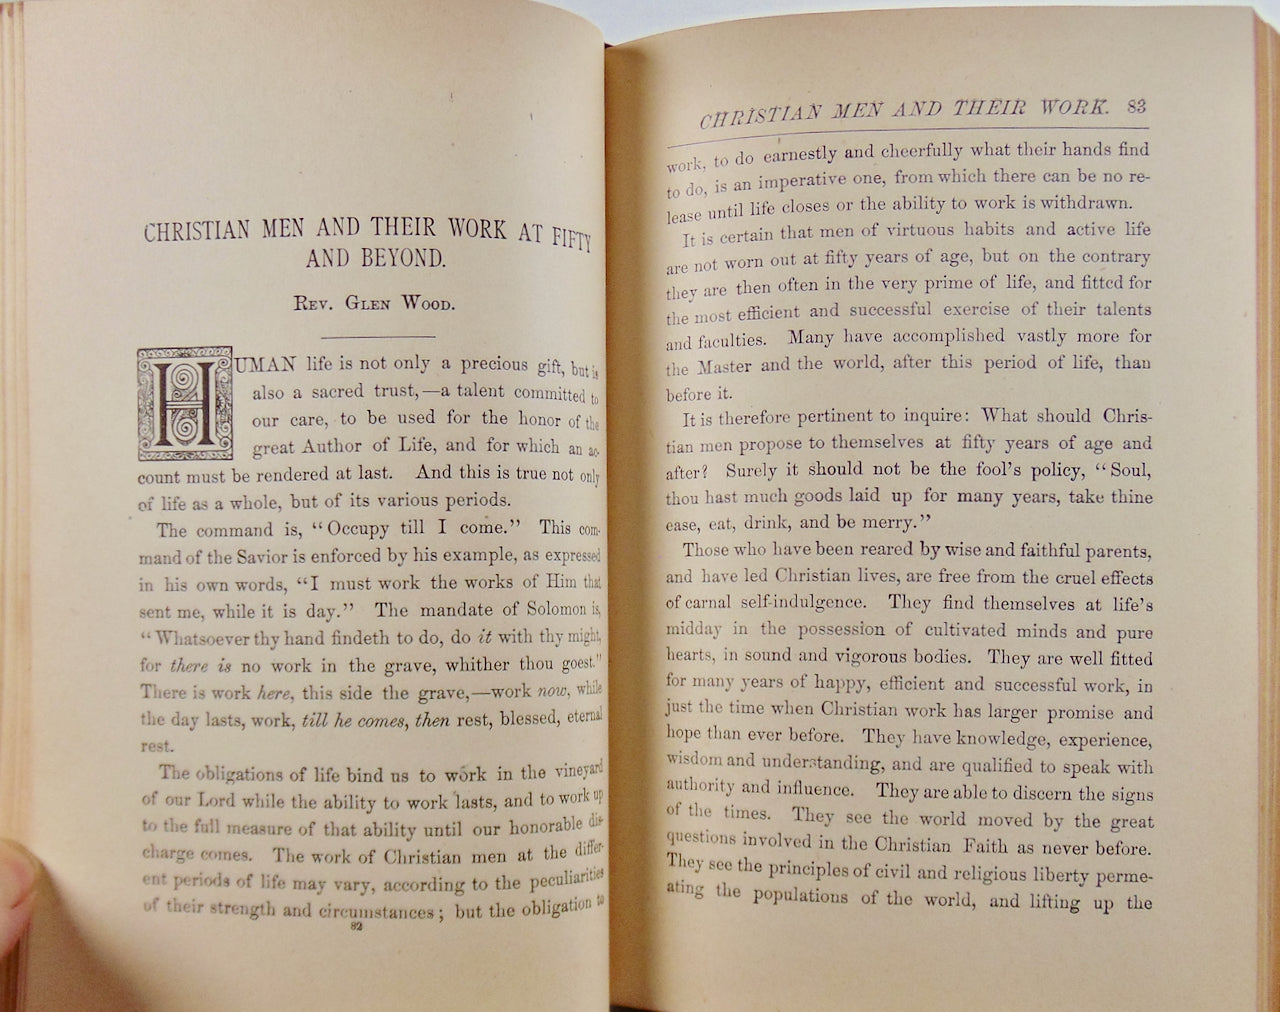 CHRISTIAN MEN AND THEIR WORK AT FIFTY
AND BEYOND.
REV. GLEN WOOD.
HUMAN life is not only a precious gift, but is
also a sacred trust,—a talent committed to
our care, to be used for the honor of the
great Author of Life, and for which an ac-
count must be rendered at last. And this is true not only
of life as a whole, but of its various periods.
The command is, “Occupy till I come.” This com-
mand of the Savior is enforced by his example, as expressed
in his own words, “I must work the works of Him that
sent me, while it is day.” The mandate of Solomon is,
“Whatsoever thy hand findeth to do, do it with thy might,
for there is no work in the grave, whither thou goest.”
There is work here, this side the grave,—work now, while
the day lasts, work, till he comes, then rest, blessed, eternal
rest.
The obligations of life bind us to work in the vineyard
of our Lord while the ability to work lasts, and to work up
to the full measure of that ability until our honorable dis-
charge comes. The work of Christian men at the differ-
ent periods of life may vary, according to the peculiarities
of their strength and circumstances; but the obligation to
82
CHRISTIAN MEN AND THEIR WORK. 83
work, to do earnestly and cheerfully what their hands find
to do, is an imperative one, from which there can be no re-
lease until life closes or the ability to work is withdrawn.
It is certain that men of virtuous habits and active life
are not worn out at fifty years of age, but on the contrary
they are then often in the very prime of life, and fitted for
the most efficient and successful exercise of their talents
and faculties. Many have accomplished vastly more for
the Master and the world, after this period of life, than
before it.
It is therefore pertinent to inquire: What should Chris-
tian men propose to themselves at fifty years of age and
after? Surely it should not be the fool’s policy, “Soul,
thou hast much goods laid up for many years, take thine
ease, eat, drink, and be merry.”
Those who have been reared by wise and faithful parents,
and have led Christian lives, are free from the cruel effects
of carnal self-indulgence. They find themselves at life’s
midday in the possession of cultivated minds and pure
hearts, in sound and vigorous bodies. They are well fitted
for many years of happy, efficient and successful work, in
just the time when Christian work has larger promise and
hope than ever before. They have knowledge, experience,
wisdom and understanding, and are qualified to speak with
authority and influence. They are able to discern the signs
of the times. They see the world moved by the great
questions involved in the Christian Faith as never before.
They see the principles of civil and religious liberty perme-
ating the populations of the world, and lifting up the